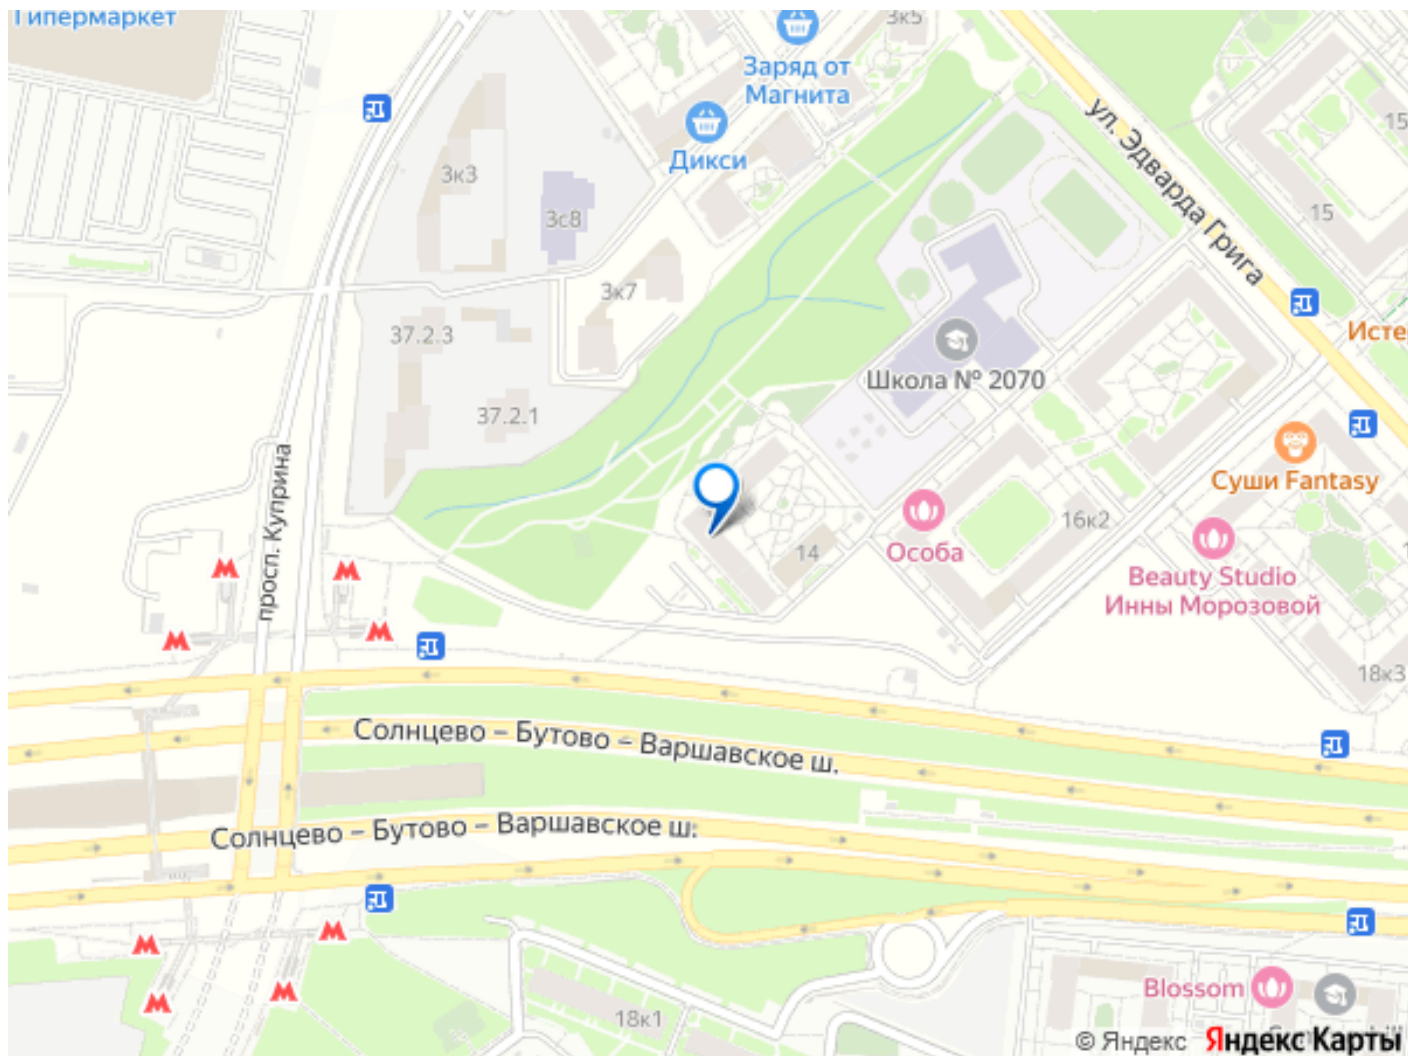 Гипермаркет
3к5
Заряд от
Магнита
Дикси
ул. Эдварда Грига
15
15
3к3
3с8
3к7
37.2.3
37.2.1
Школа № 2070
Исте
Суши Fantasy
просп. Куприна
14
Особа
16к2
Beauty Studio
Инны Морозовой
18к3
Солнцево – Бутово – Варшавское ш.
Солнцево – Бутово – Варшавское ш.
18к1
Blossom
© Яндекс
Яндекс Карты